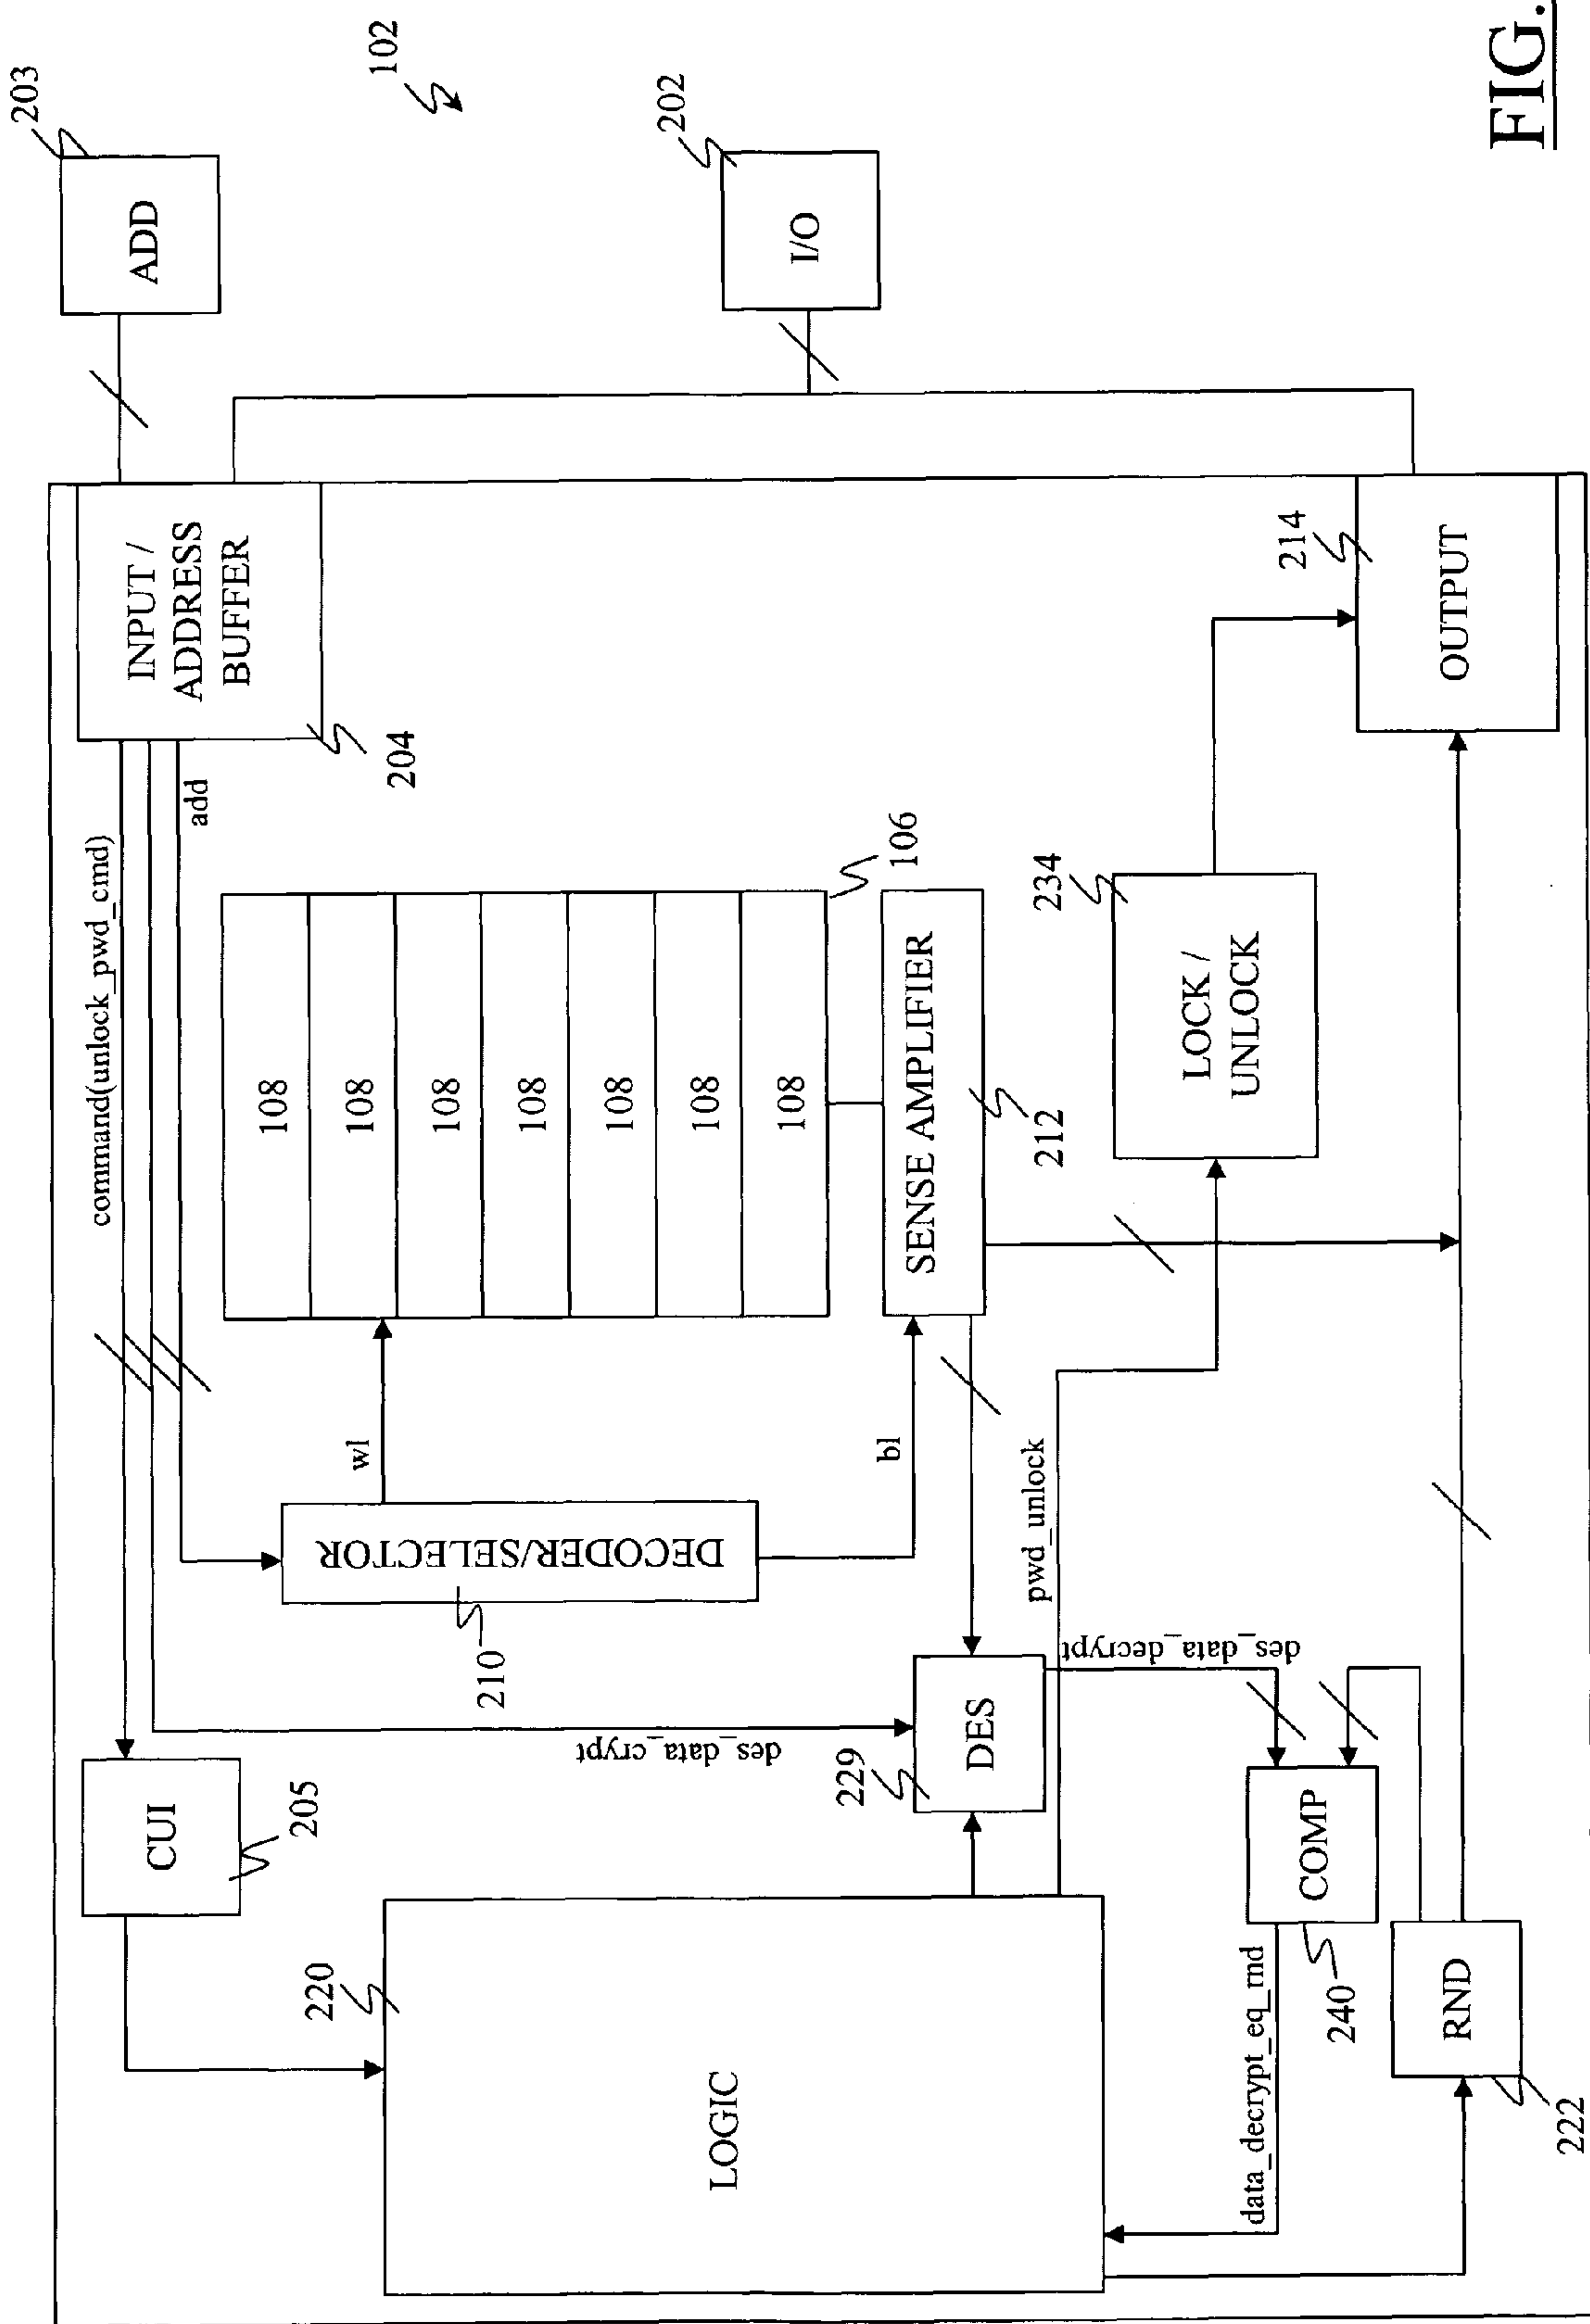 203
ADD
102
202
I/O
INPUT /
ADDRESS
BUFFER
204
command(unlock_pwd_cmd)
add
108
108
108
108
108
108
108
106
SENSE AMPLIFIER
212
214
OUTPUT
234
LOCK /
UNLOCK
wl
bl
DECODER/SELECTOR
210
pwd_unlock
des_data_crypt
des_data_decrypt
229
DES
CUI
205
220
LOGIC
COMP
240
data_decrypt_eq_rnd
RND
222
FIG.